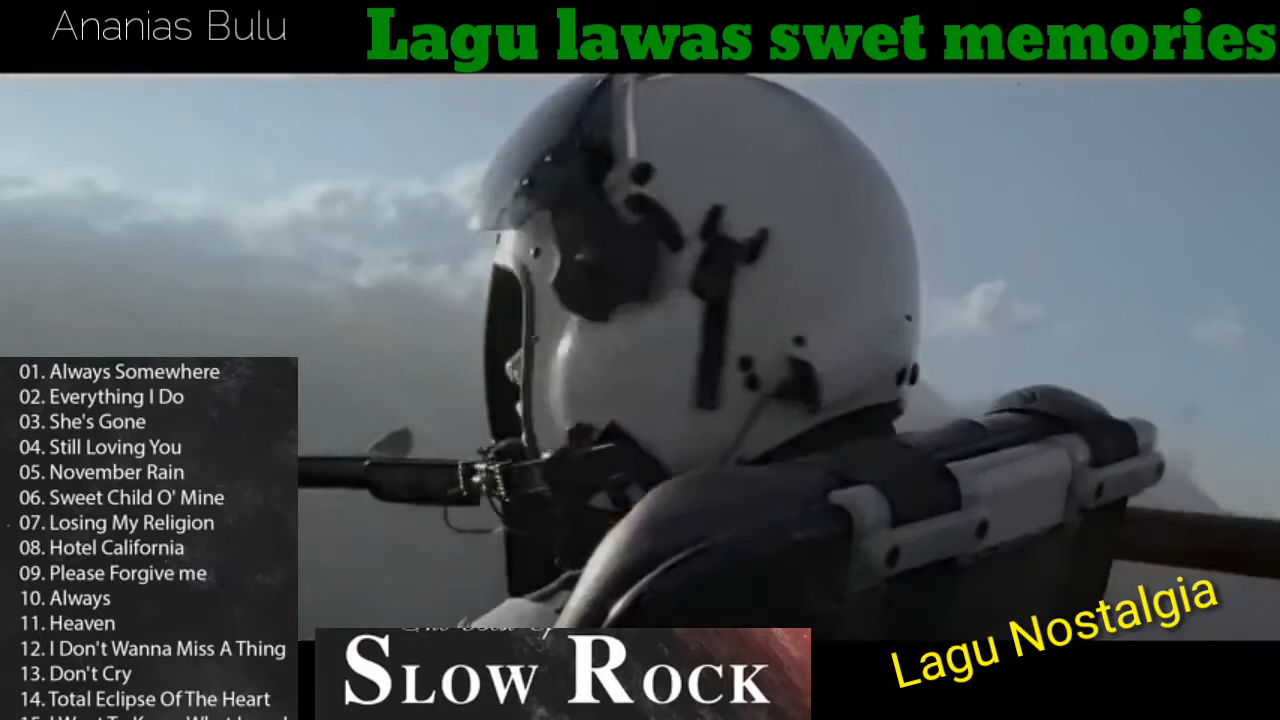 Ananias Bulu
Lagu lawas swet memories
01. Always Somewhere
02. Everything I Do
03. She's Gone
04. Still Loving You
05. November Rain
06. Sweet Child O' Mine
07. Losing My Religion
08. Hotel California
09. Please Forgive me
10. Always
11. Heaven
12. I Don't Wanna Miss A Thing
13. Don't Cry
14. Total Eclipse Of The Heart
SLOW ROCK
Lagu Nostalgia